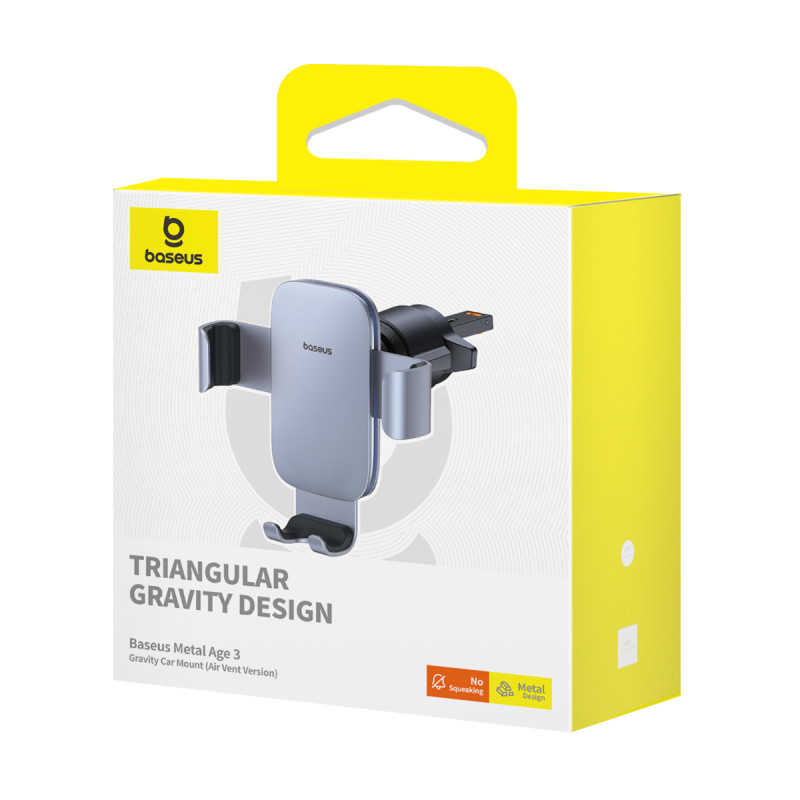 baseus
baseus
TRIANGULAR
GRAVITY DESIGN
Baseus Metal Age 3
Gravity Car Mount (Air Vent Version)
No
Squeaking
Metal
Design